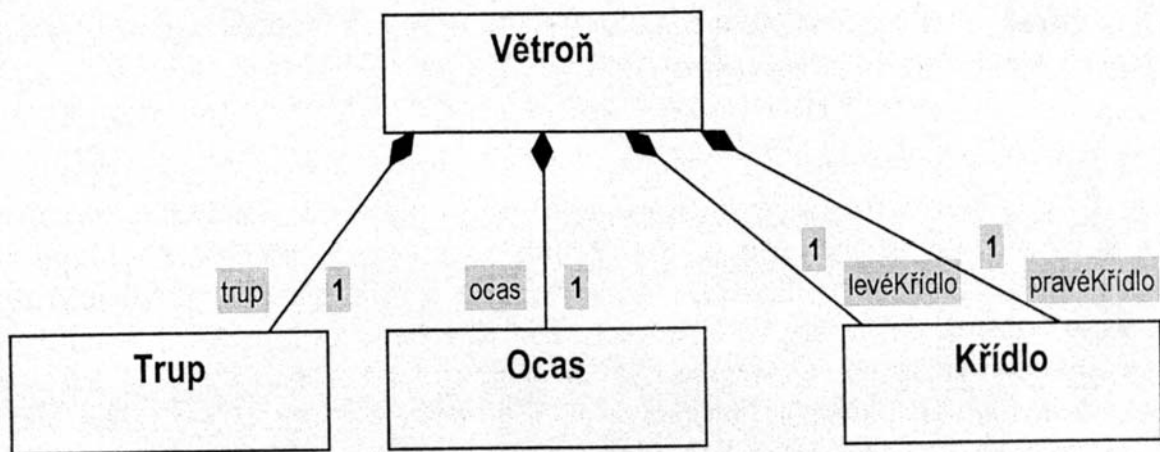 Větroň
1
1
trup
1
ocas
1
levéKřídlo
pravéKřídlo
Trup
Ocas
Křídlo